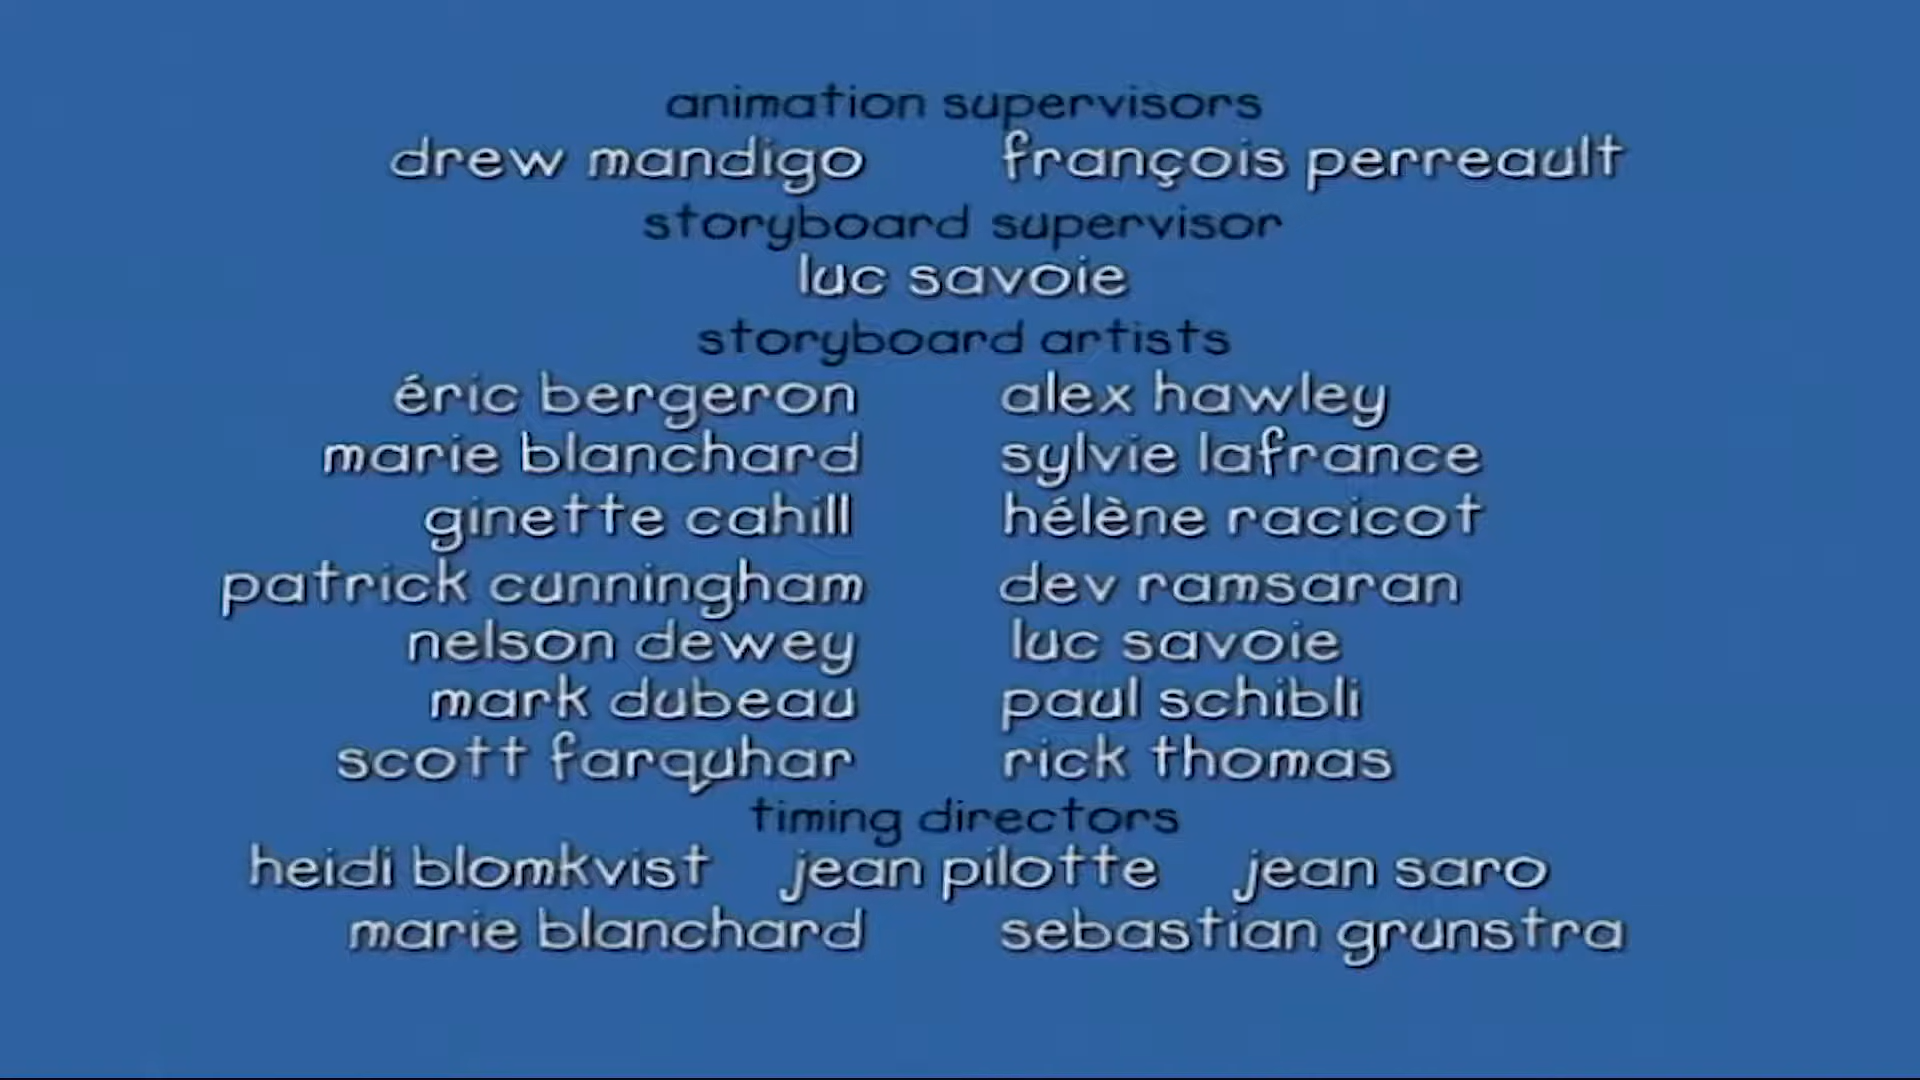 animation supervisors
drew mandigo françois perreault
storyboard supervisor
luc savoie
storyboard artists
éric bergeron alex hawley
marie blanchard sylvie lafrance
ginette cahill hélène racicot
patrick cunningham dev ramsaran
nelson dewey luc savoie
mark dubeau paul schibli
scott farquhar rick thomas
timing directors
heidi blomkvist jean pilotte jean saro
marie blanchard sebastian grunstra